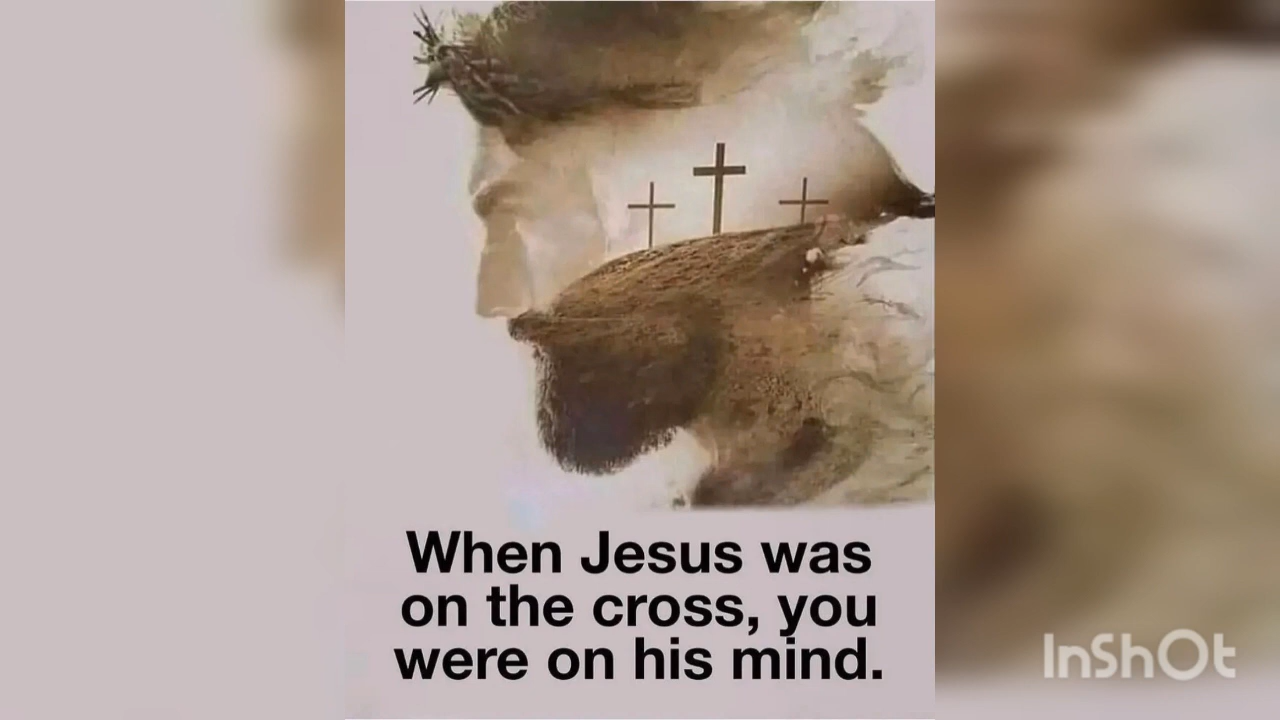 When Jesus was
on the cross, you
were on his mind.
InShOt